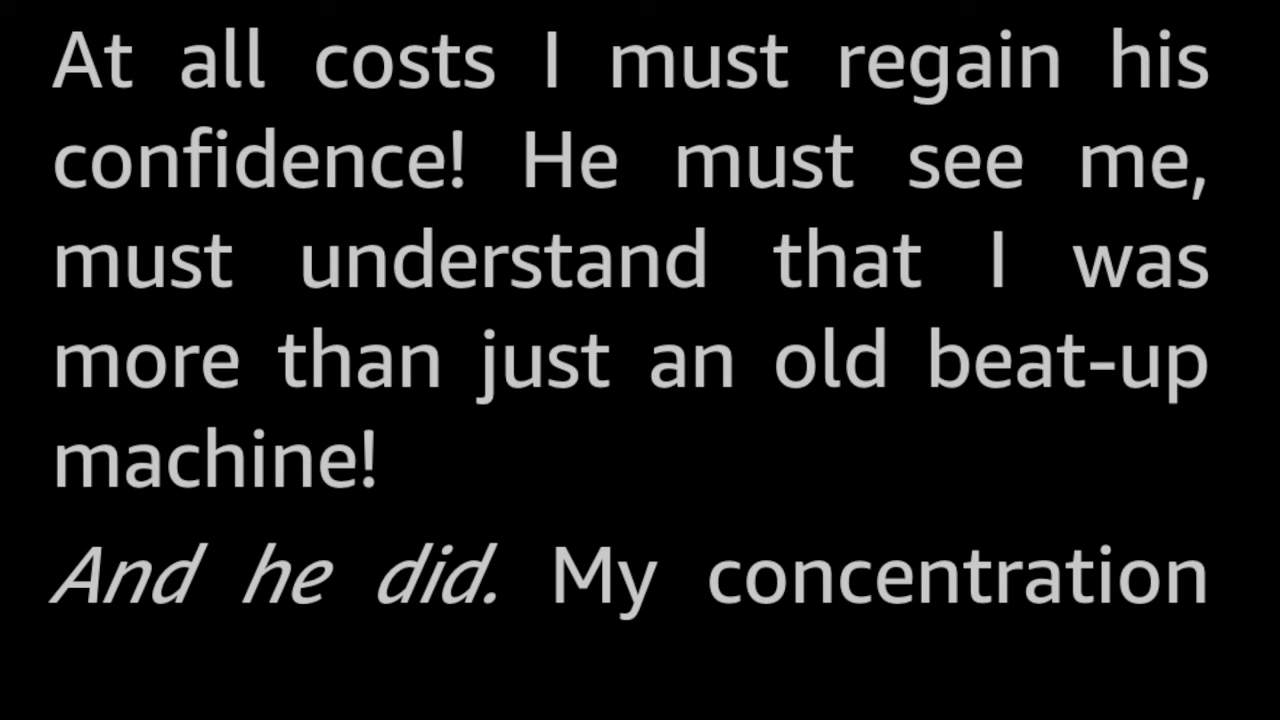 At all costs I must regain his
confidence! He must see me,
must understand that I was
more than just an old beat-up
machine!
And he did. My concentration